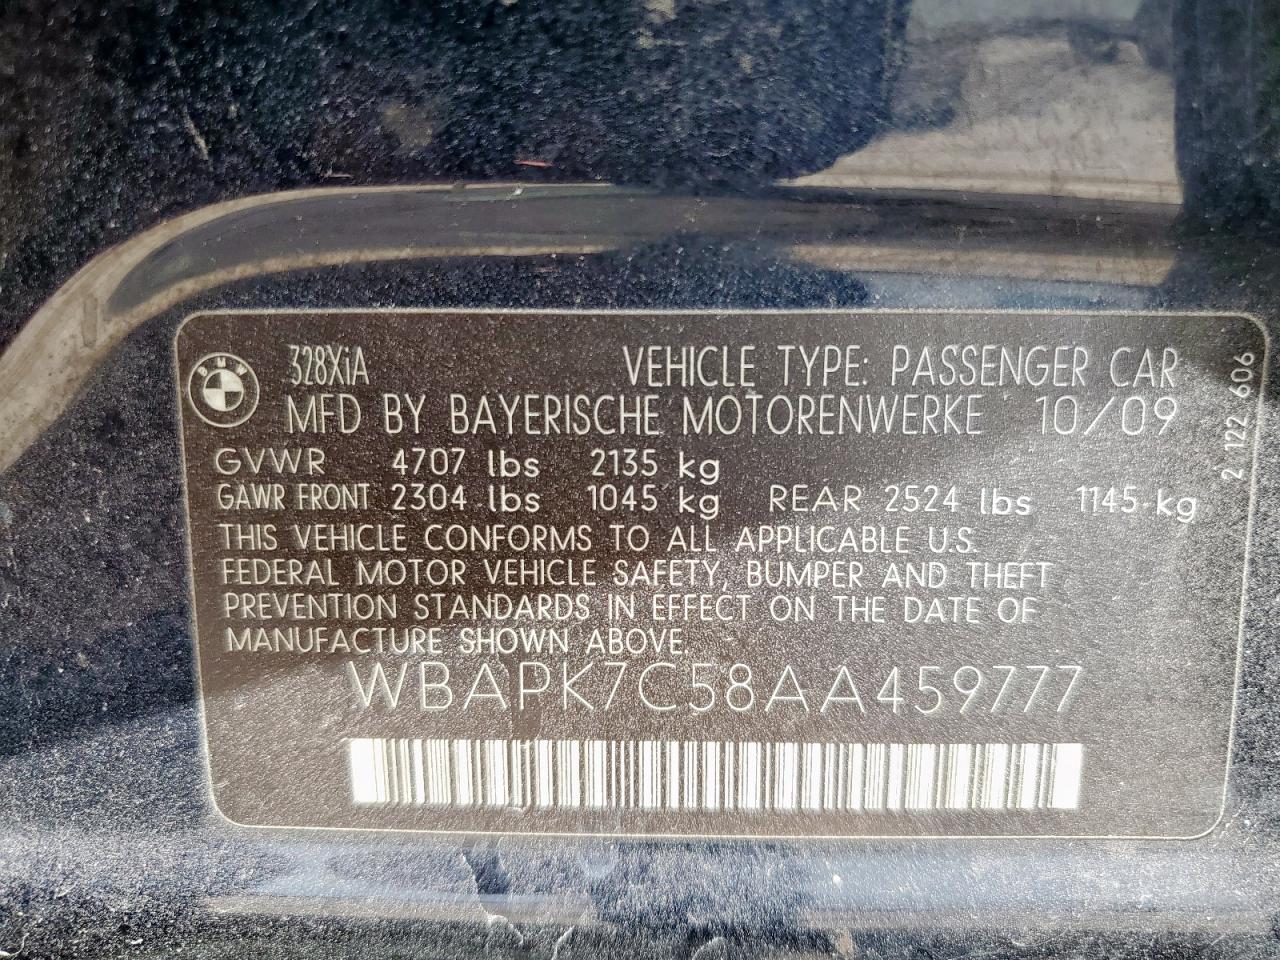 BMW
328XiA VEHICLE TYPE: PASSENGER CAR
MFD BY BAYERISCHE MOTORENWERKE 10/09
GVWR 4707 lbs 2135 kg
GAWR FRONT 2304 lbs 1045 kg REAR 2524 lbs 1145 kg
THIS VEHICLE CONFORMS TO ALL APPLICABLE U.S.
FEDERAL MOTOR VEHICLE SAFETY, BUMPER AND THEFT
PREVENTION STANDARDS IN EFFECT ON THE DATE OF
MANUFACTURE SHOWN ABOVE.
WBAPK7C58AA459777
2 122 606